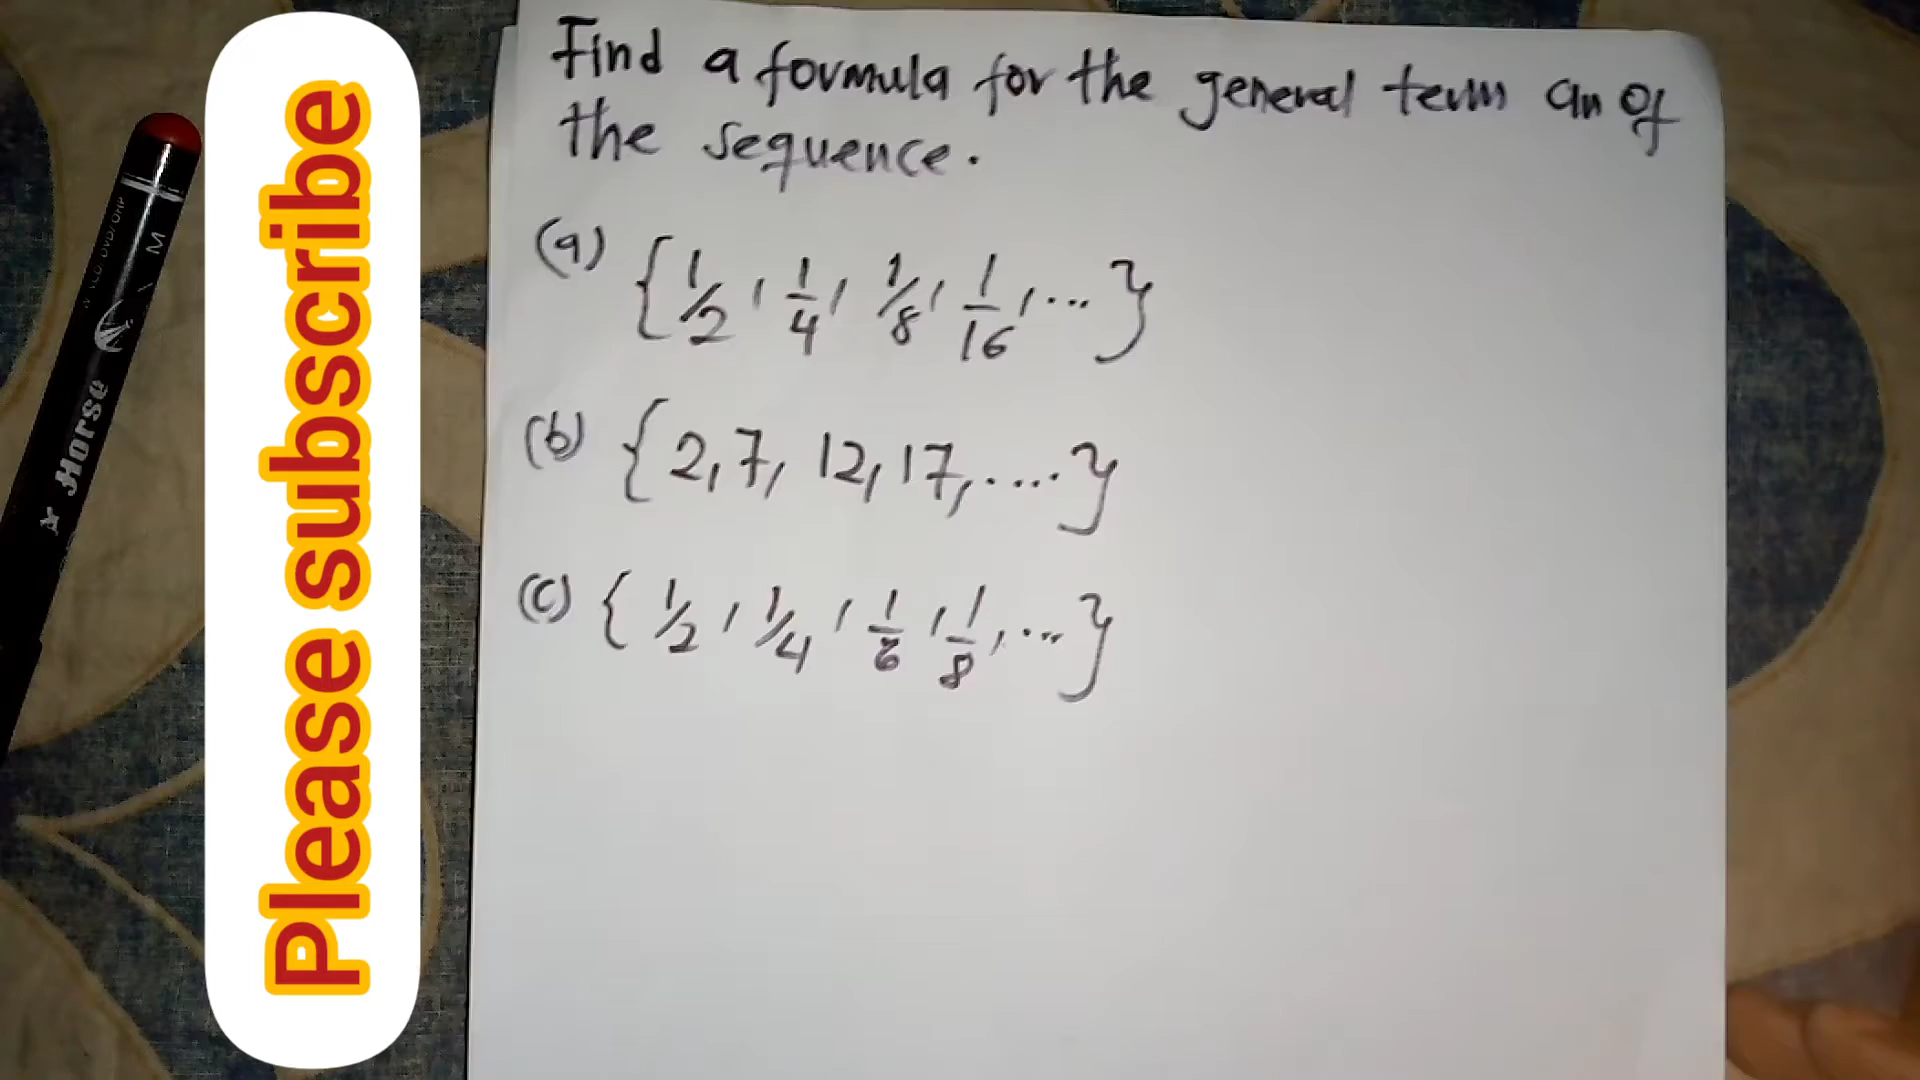 Please subscribe
Find a formula for the general term an of
the sequence.
(a) {1/2, 1/4, 1/8, 1/16, ...}
(b) {2, 7, 12, 17, ....}
(c) {1/2, 1/4, 1/6, 1/8, ...}
Horse
M